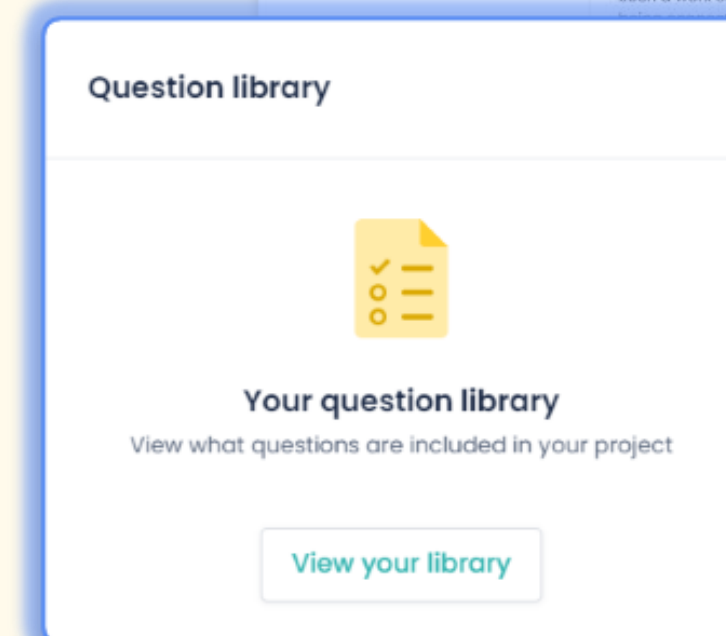 Question library
Your question library
View what questions are included in your project
View your library